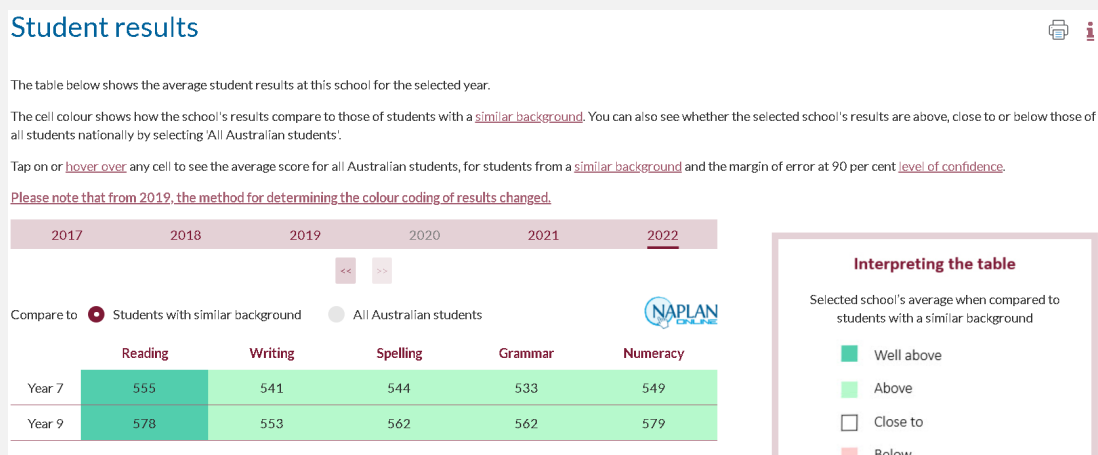 Student results
The table below shows the average student results at this school for the selected year.
The cell colour shows how the school's results compare to those of students with a similar background. You can also see whether the selected school's results are above, close to or below those of
all students nationally by selecting 'All Australian students'.
Tap on or hover over any cell to see the average score for all Australian students, for students from a similar background and the margin of error at 90 per cent level of confidence.
Please note that from 2019, the method for determining the colour coding of results changed.
2017 2018 2019 2020 2021 2022
<< >>
Compare to Students with similar background All Australian students
NAPLAN
ONLINE
Reading Writing Spelling Grammar Numeracy
Year 7 555 541 544 533 549
Year 9 578 553 562 562 579
Interpreting the table
Selected school's average when compared to
students with a similar background
Well above
Above
Close to
Below